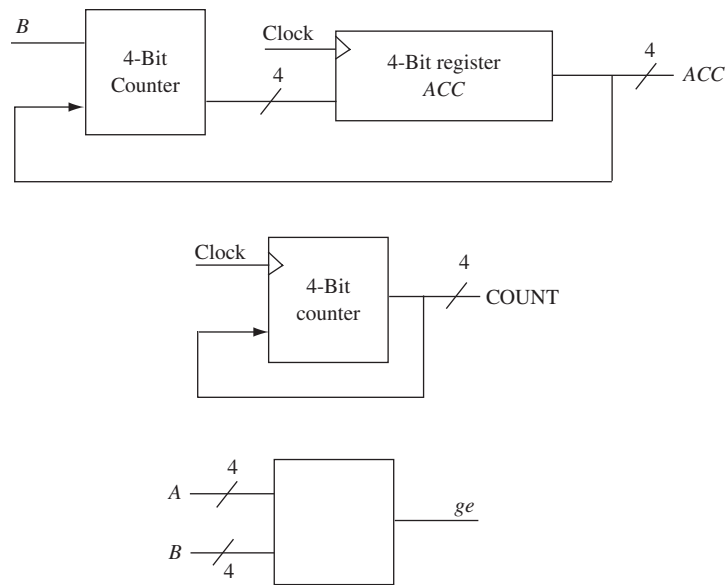 B
4-Bit
Counter
4
Clock
4-Bit register
ACC
4
ACC
Clock
4-Bit
counter
4
COUNT
A
4
B
4
ge